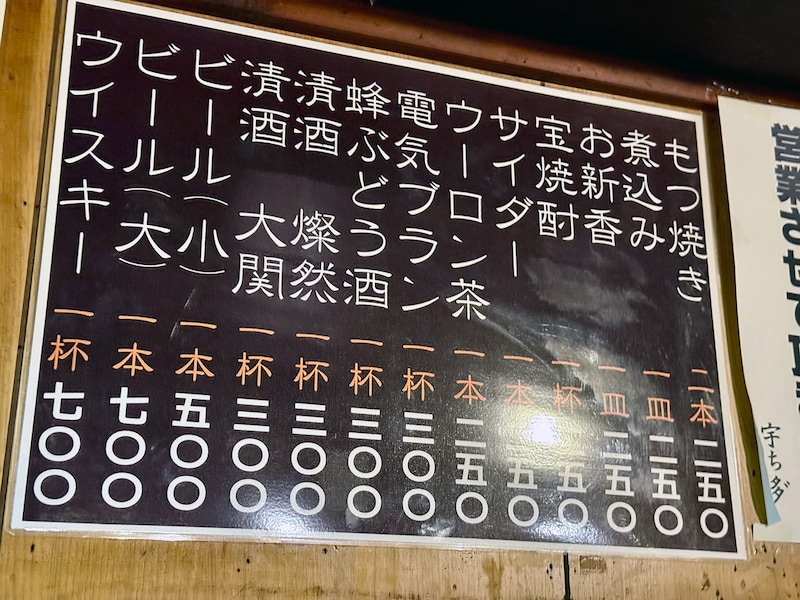 もつ焼き 二本 二五〇
煮込み 一皿 二五〇
お新香 一皿 二五〇
宝焼酎 一杯 二五〇
サイダー 一本 五〇
ウーロン茶 一本 二五〇
電気ブラン 一杯 三〇〇
蜂ぶどう酒 一杯 三〇〇
清酒 燦然 一杯 三〇〇
清酒 大関 一杯 三〇〇
ビール(小) 一本 五〇〇
ビール(大) 一本 七〇〇
ウイスキー 一杯 七〇〇
営業させて
宇ち多